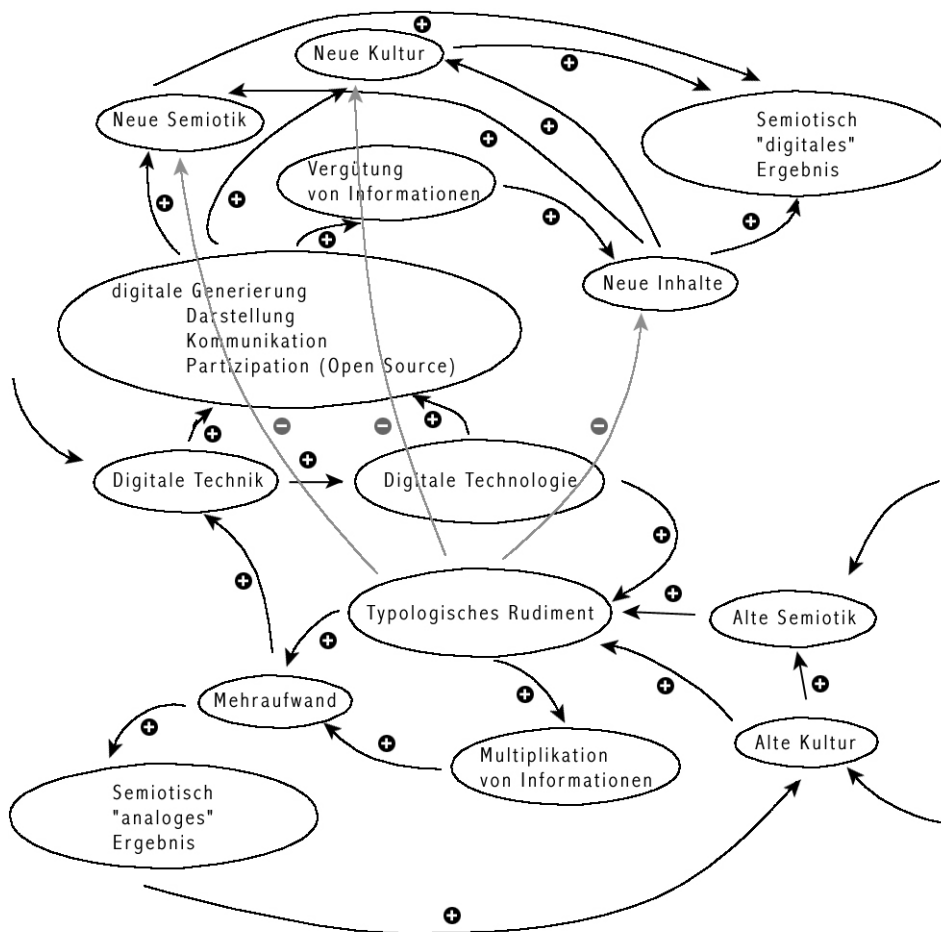 Neue Kultur
Neue Semiotik
Semiotisch
"digitales"
Ergebnis
Vergütung
von Informationen
Neue Inhalte
digitale Generierung
Darstellung
Kommunikation
Partizipation (Open Source)
Digitale Technik
Digitale Technologie
Typologisches Rudiment
Alte Semiotik
Mehraufwand
Multiplikation
von Informationen
Alte Kultur
Semiotisch
"analoges"
Ergebnis